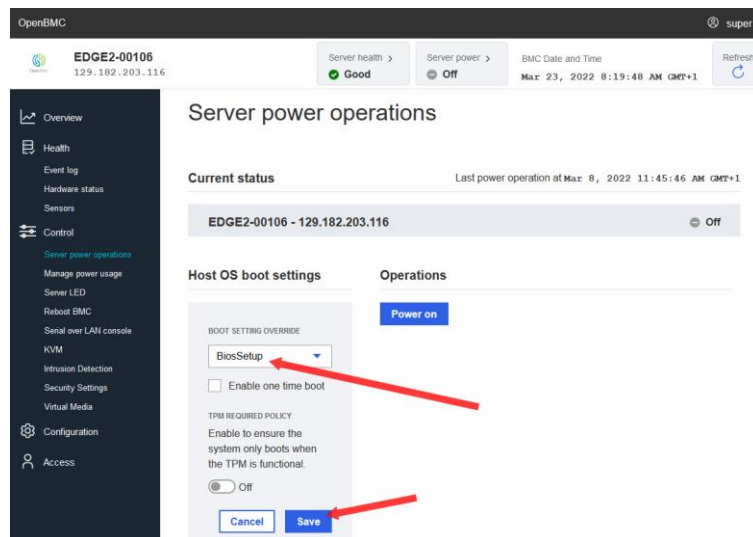 OpenBMC
super
EDGE2-00106
129.182.203.116
Server health >
Good
Server power >
Off
BMC Date and Time
Mar 23, 2022 8:19:48 AM GMT+1
Refresh
Overview
Health
Event log
Hardware status
Sensors
Control
Server power operations
Manage power usage
Server LED
Reboot BMC
Serial over LAN console
KVM
Intrusion Detection
Security Settings
Virtual Media
Configuration
Access
Server power operations
Current status
Last power operation at Mar 8, 2022 11:45:46 AM GMT+1
EDGE2-00106 - 129.182.203.116
Off
Host OS boot settings
BOOT SETTING OVERRIDE
BiosSetup
Enable one time boot
TPM REQUIRED POLICY
Enable to ensure the
system only boots when
the TPM is functional.
Off
Cancel
Save
Operations
Power on